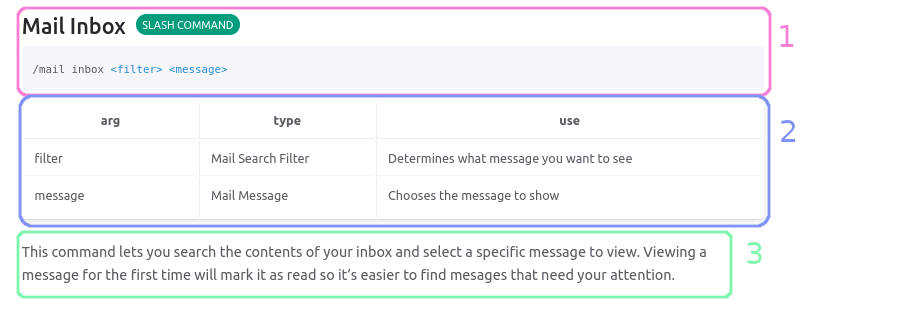 Mail Inbox SLASH COMMAND
1
/mail inbox <filter> <message>
arg type use
2
filter Mail Search Filter Determines what message you want to see
message Mail Message Chooses the message to show
This command lets you search the contents of your inbox and select a specific message to view. Viewing a
3
message for the first time will mark it as read so it’s easier to find mesages that need your attention.